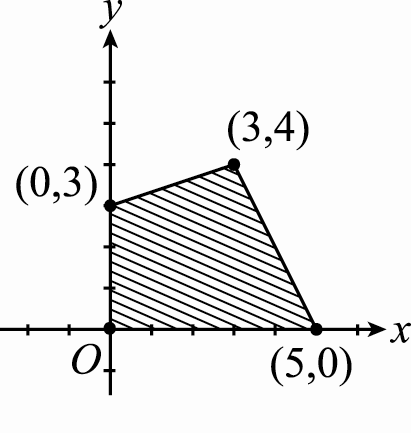 y
(3,4)
(0,3)
x
O
(5,0)